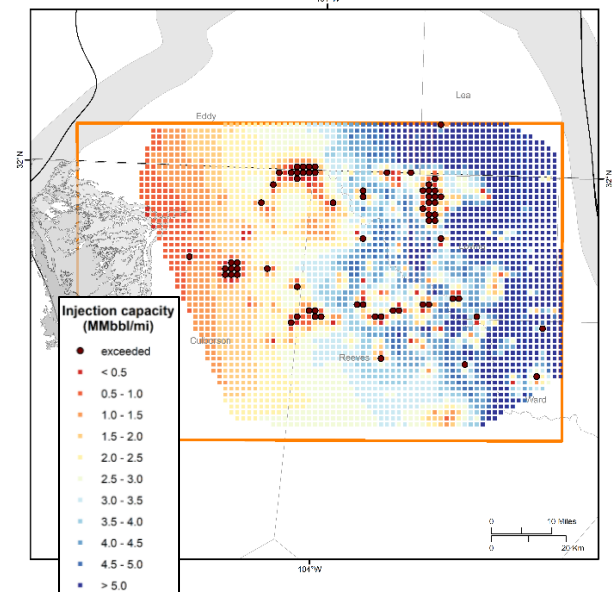 Lea
Eddy
32°N
32°N
Injection capacity
(MMbbl/mi)
exceeded
< 0.5
0.5 - 1.0
1.0 - 1.5
1.5 - 2.0
2.0 - 2.5
2.5 - 3.0
3.0 - 3.5
3.5 - 4.0
4.0 - 4.5
4.5 - 5.0
> 5.0
Culberson
Reeves
Ward
0 10 Miles
0 20 Km
104°W